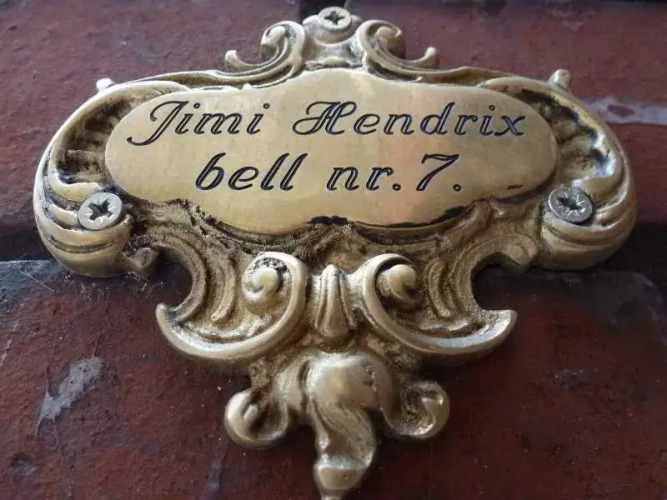 Jimi Hendrix
bell nr. 7.